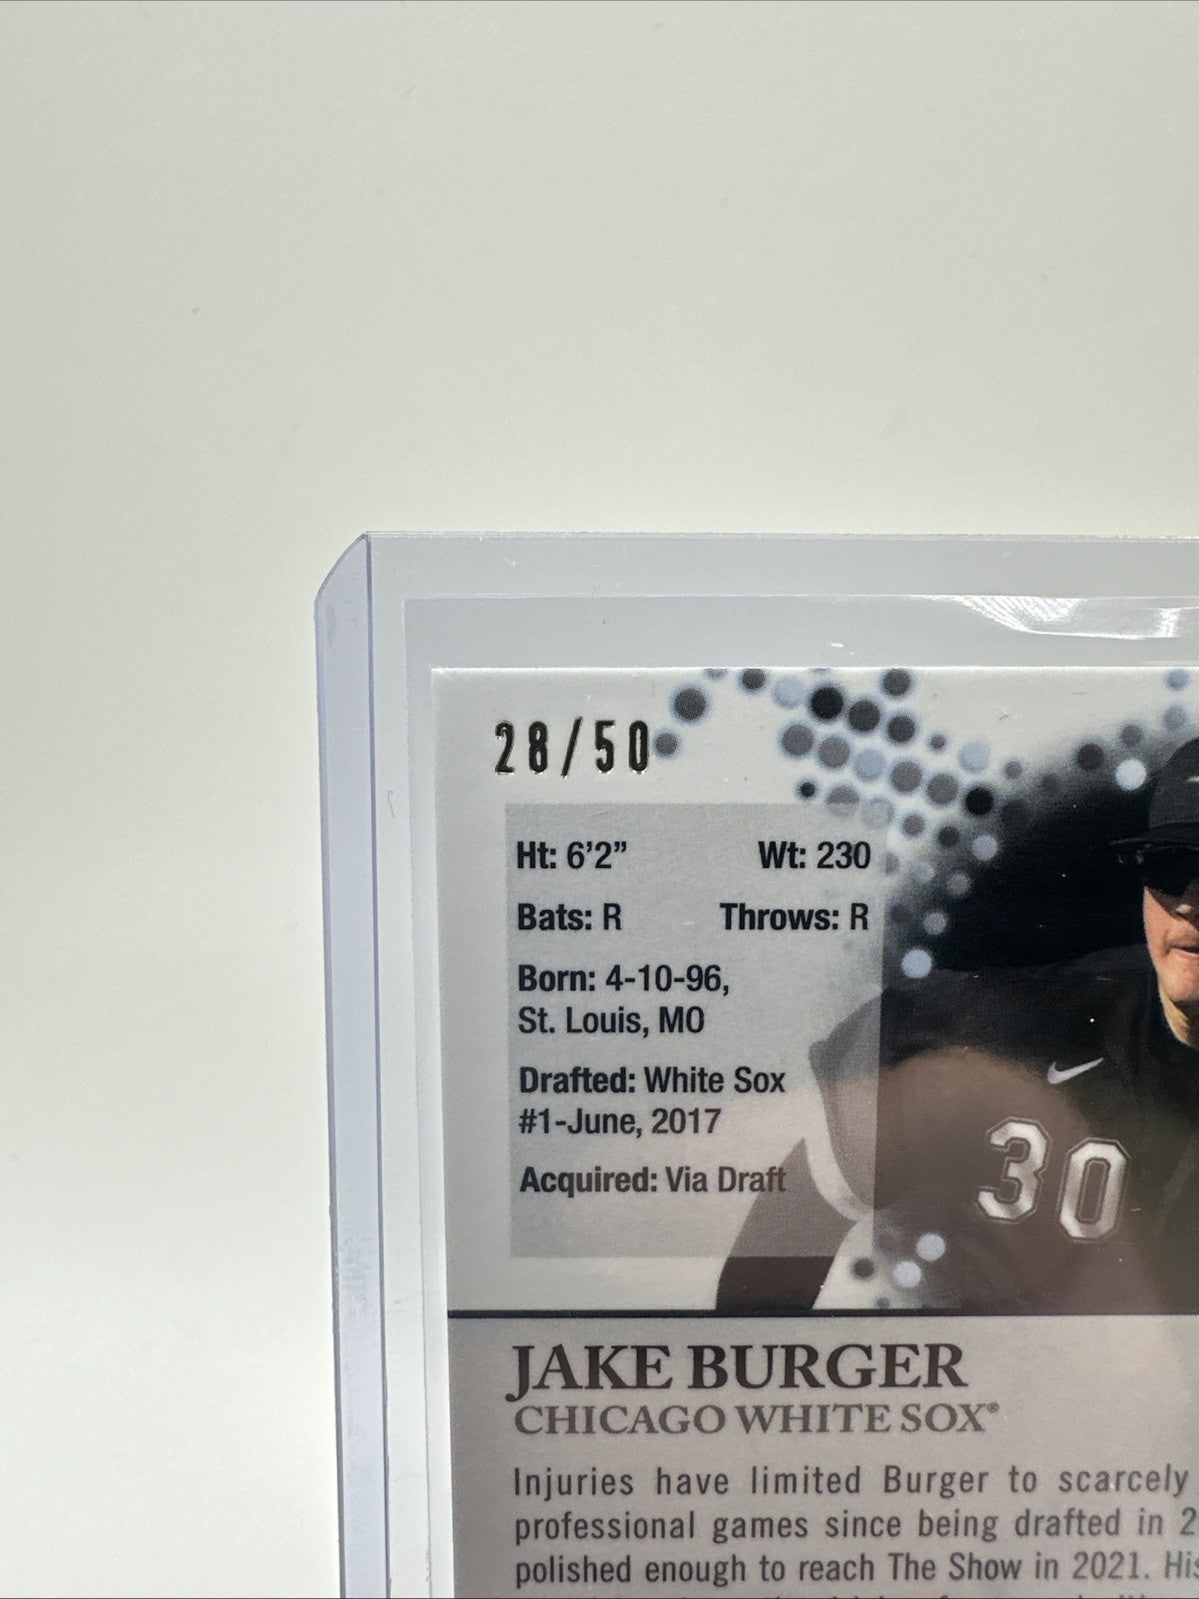 28/50
Ht: 6'2" Wt: 230
Bats: R Throws: R
Born: 4-10-96,
St. Louis, MO
Drafted: White Sox
#1-June, 2017
Acquired: Via Draft
30
JAKE BURGER
CHICAGO WHITE SOX®
Injuries have limited Burger to scarcely
professional games since being drafted in 2
polished enough to reach The Show in 2021. His